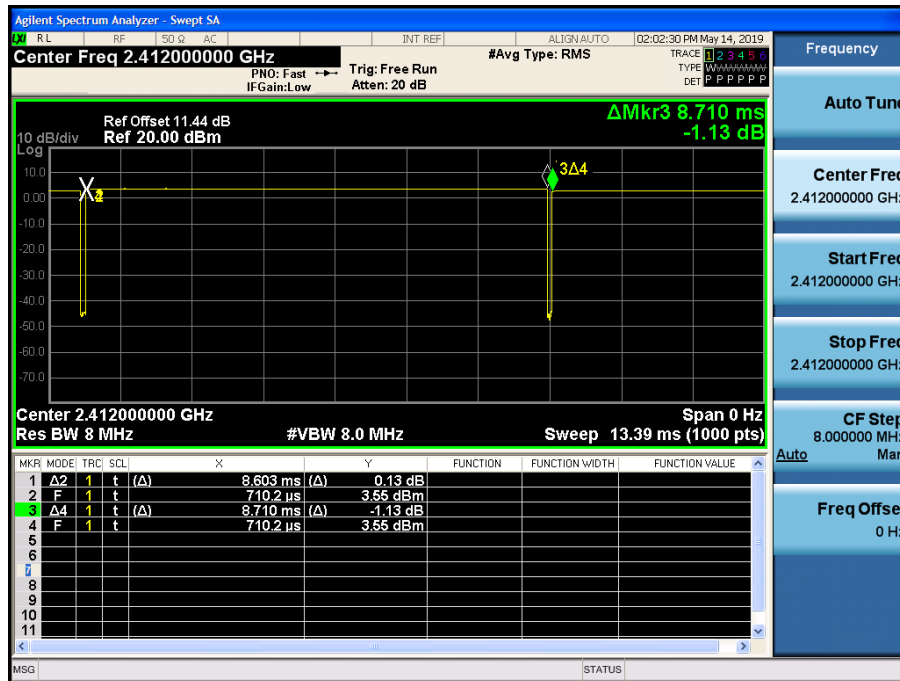 Agilent Spectrum Analyzer - Swept SA
LXI RL RF 50 Ω AC INT REF ALIGNAUTO 02:02:30 PM May 14, 2019
Center Freq 2.412000000 GHz #Avg Type: RMS TRACE 1 2 3 4 5 6
PNO: Fast Trig: Free Run TYPE WWWWWW
IFGain:Low Atten: 20 dB DET P P P P P P
ΔMkr3 8.710 ms
-1.13 dB
Ref Offset 11.44 dB
10 dB/div Ref 20.00 dBm
Log
10.0
0.00
-10.0
-20.0
-30.0
-40.0
-50.0
-60.0
-70.0
3Δ4
Center 2.412000000 GHz Span 0 Hz
Res BW 8 MHz #VBW 8.0 MHz Sweep 13.39 ms (1000 pts)
MKR MODE TRC SCL X Y FUNCTION FUNCTION WIDTH FUNCTION VALUE
1 Δ2 1 t (Δ) 8.603 ms (Δ) 0.13 dB
2 F 1 t 710.2 µs 3.55 dBm
3 Δ4 1 t (Δ) 8.710 ms (Δ) -1.13 dB
4 F 1 t 710.2 µs 3.55 dBm
5
6
7
8
9
10
11
MSG STATUS
Frequency
Auto Tune
Center Freq
2.412000000 GHz
Start Freq
2.412000000 GHz
Stop Freq
2.412000000 GHz
CF Step
8.000000 MHz
Auto Man
Freq Offset
0 Hz